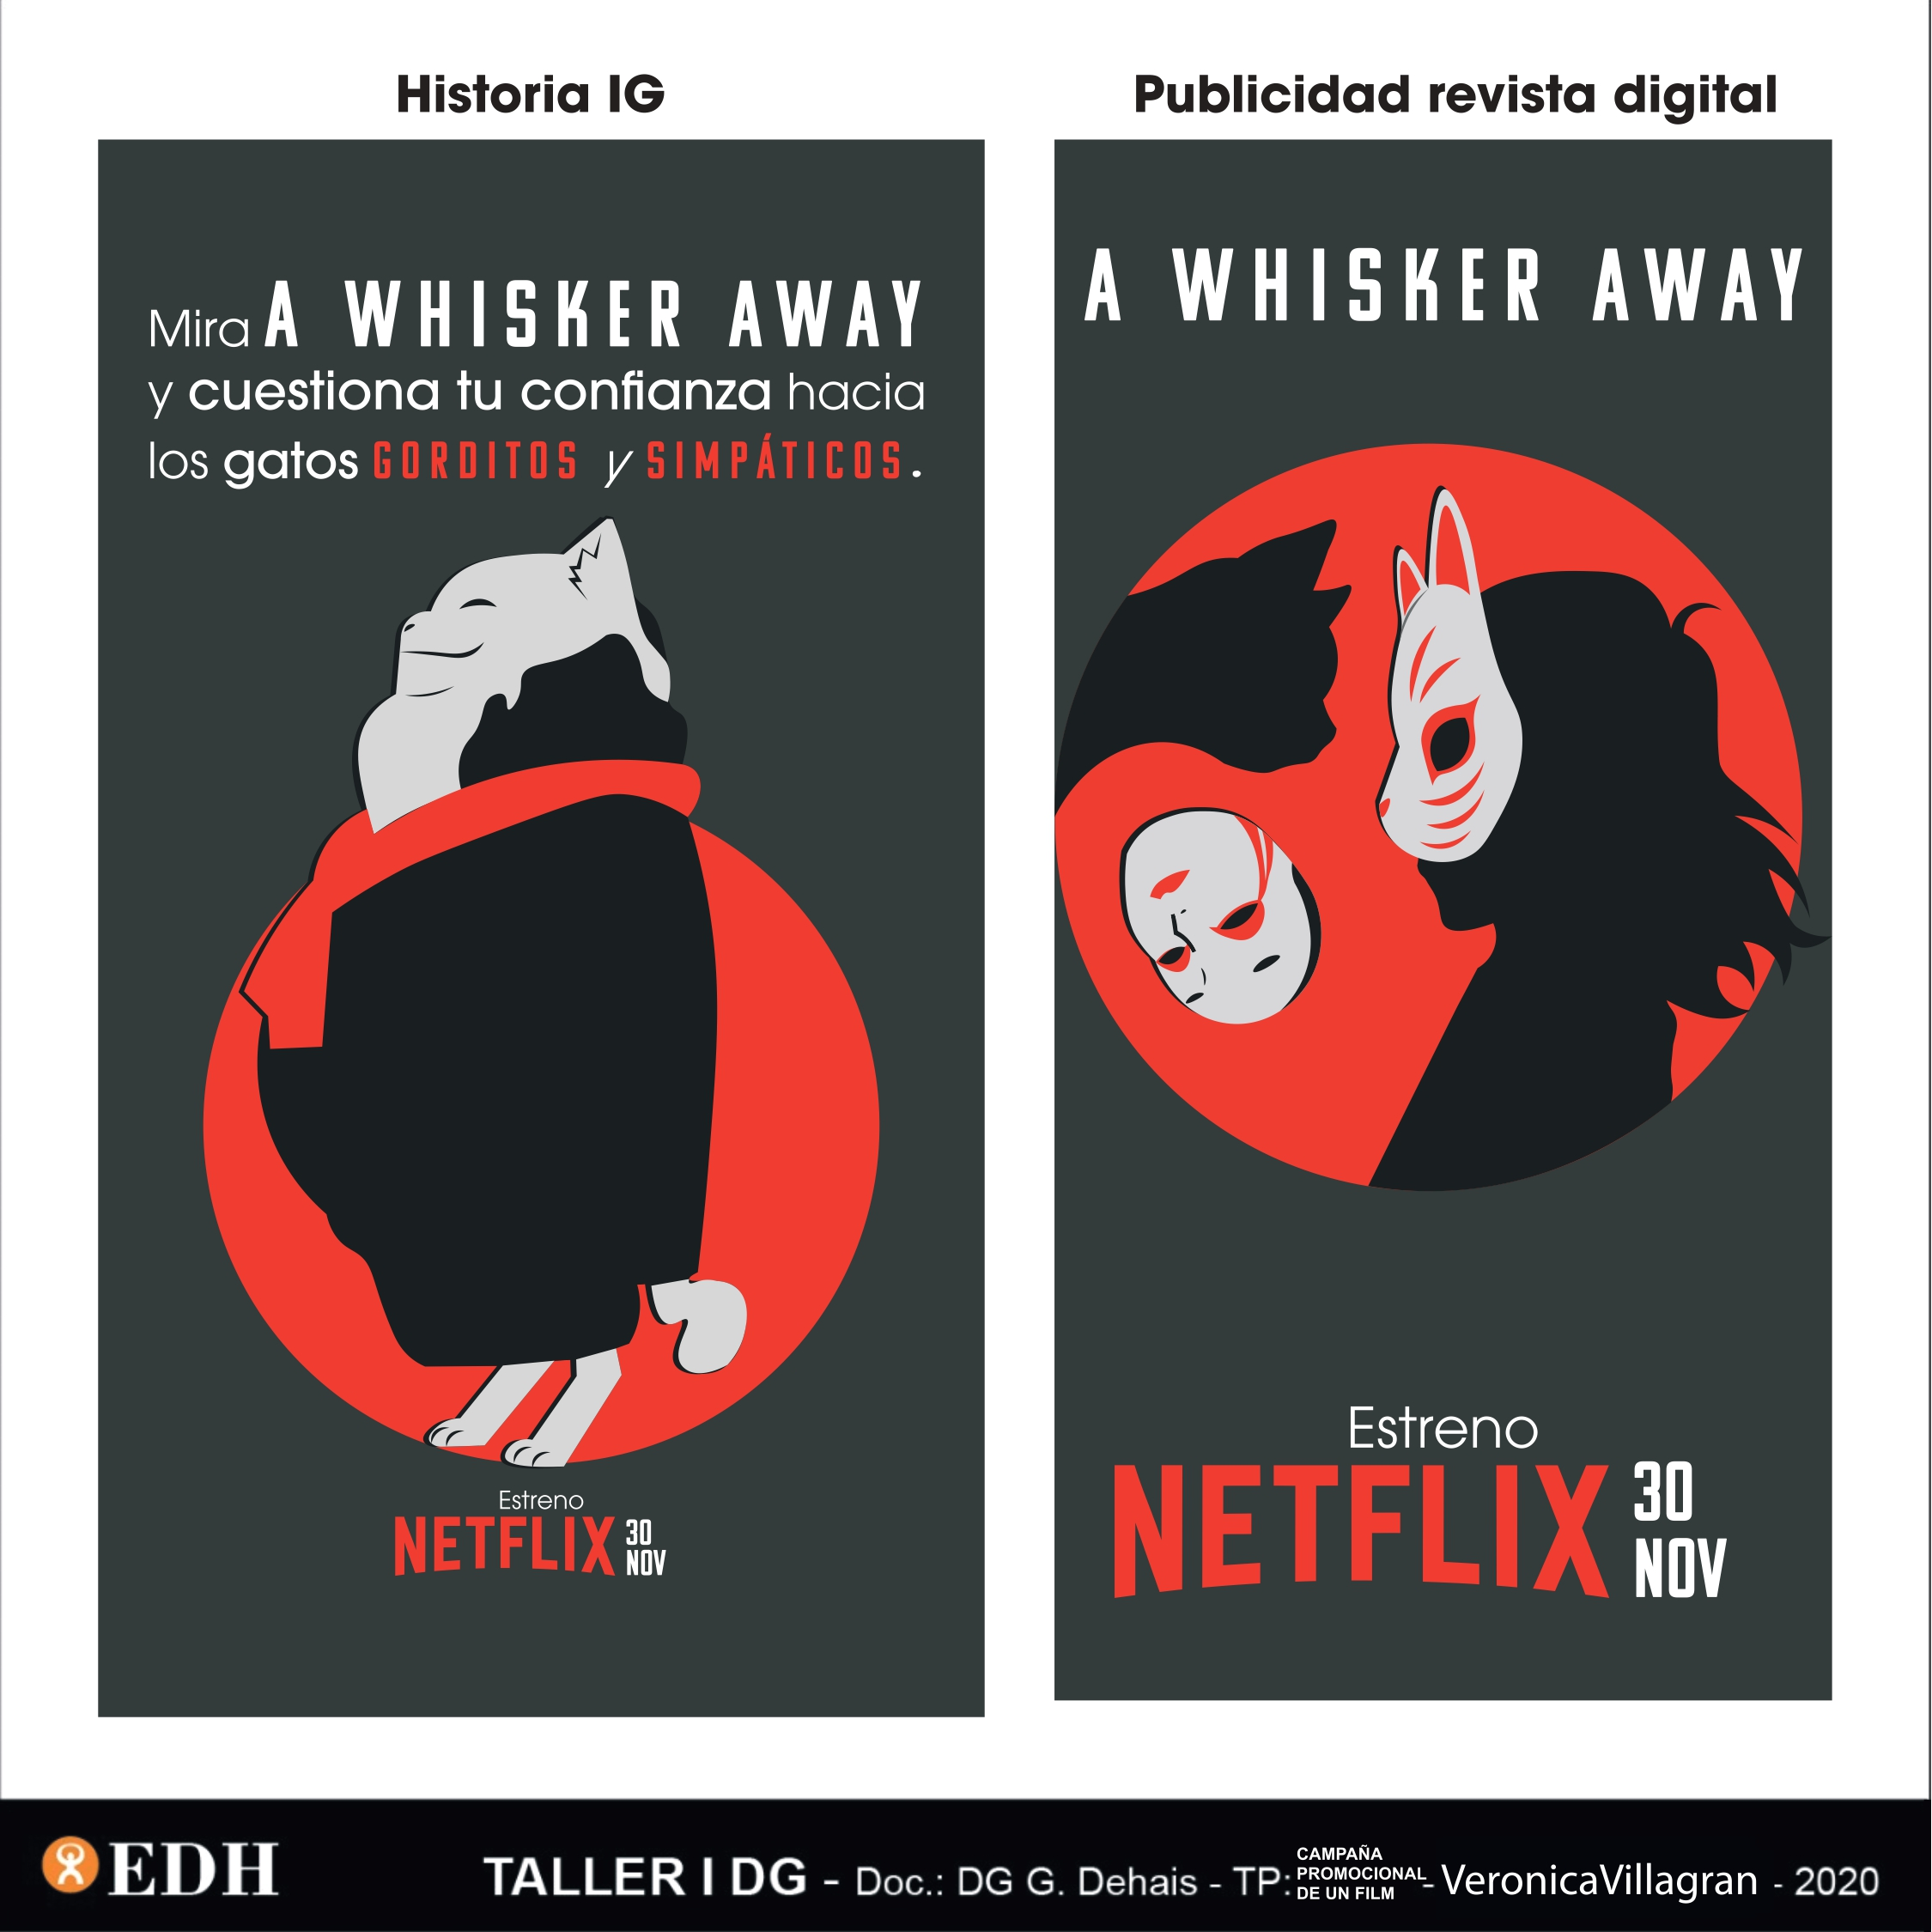 Historia IG
Mira A WHISKER AWAY
y cuestiona tu confianza hacia
los gatos GORDITOS y SIMPÁTICOS.
Estreno
NETFLIX 30
NOV
Publicidad revista digital
A WHISKER AWAY
Estreno
NETFLIX 30
NOV
EDH
TALLER I DG - Doc.: DG G. Dehais - TP: CAMPAÑA
PROMOCIONAL
DE UN FILM - VeronicaVillagran - 2020